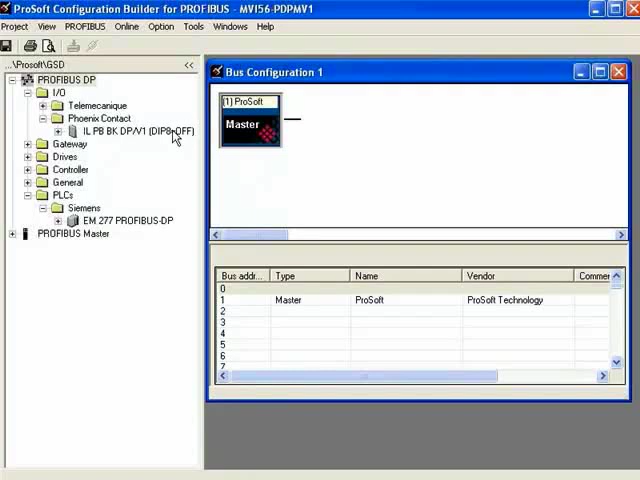 ProSoft Configuration Builder for PROFIBUS - MVI56-PDPMV1
Project View PROFIBUS Online Option Tools Windows Help
...\Prosoft\GSD <<
PROFIBUS DP
I/O
Telemecanique
Phoenix Contact
IL PB BK DP/V1 (DIP8=OFF)
Gateway
Drives
Controller
General
PLCs
Siemens
EM 277 PROFIBUS-DP
PROFIBUS Master
Bus Configuration 1
[1] ProSoft
Master
Bus addr... Type Name Vendor Commer
0
1 Master ProSoft ProSoft Technology
2
3
4
5
6
7